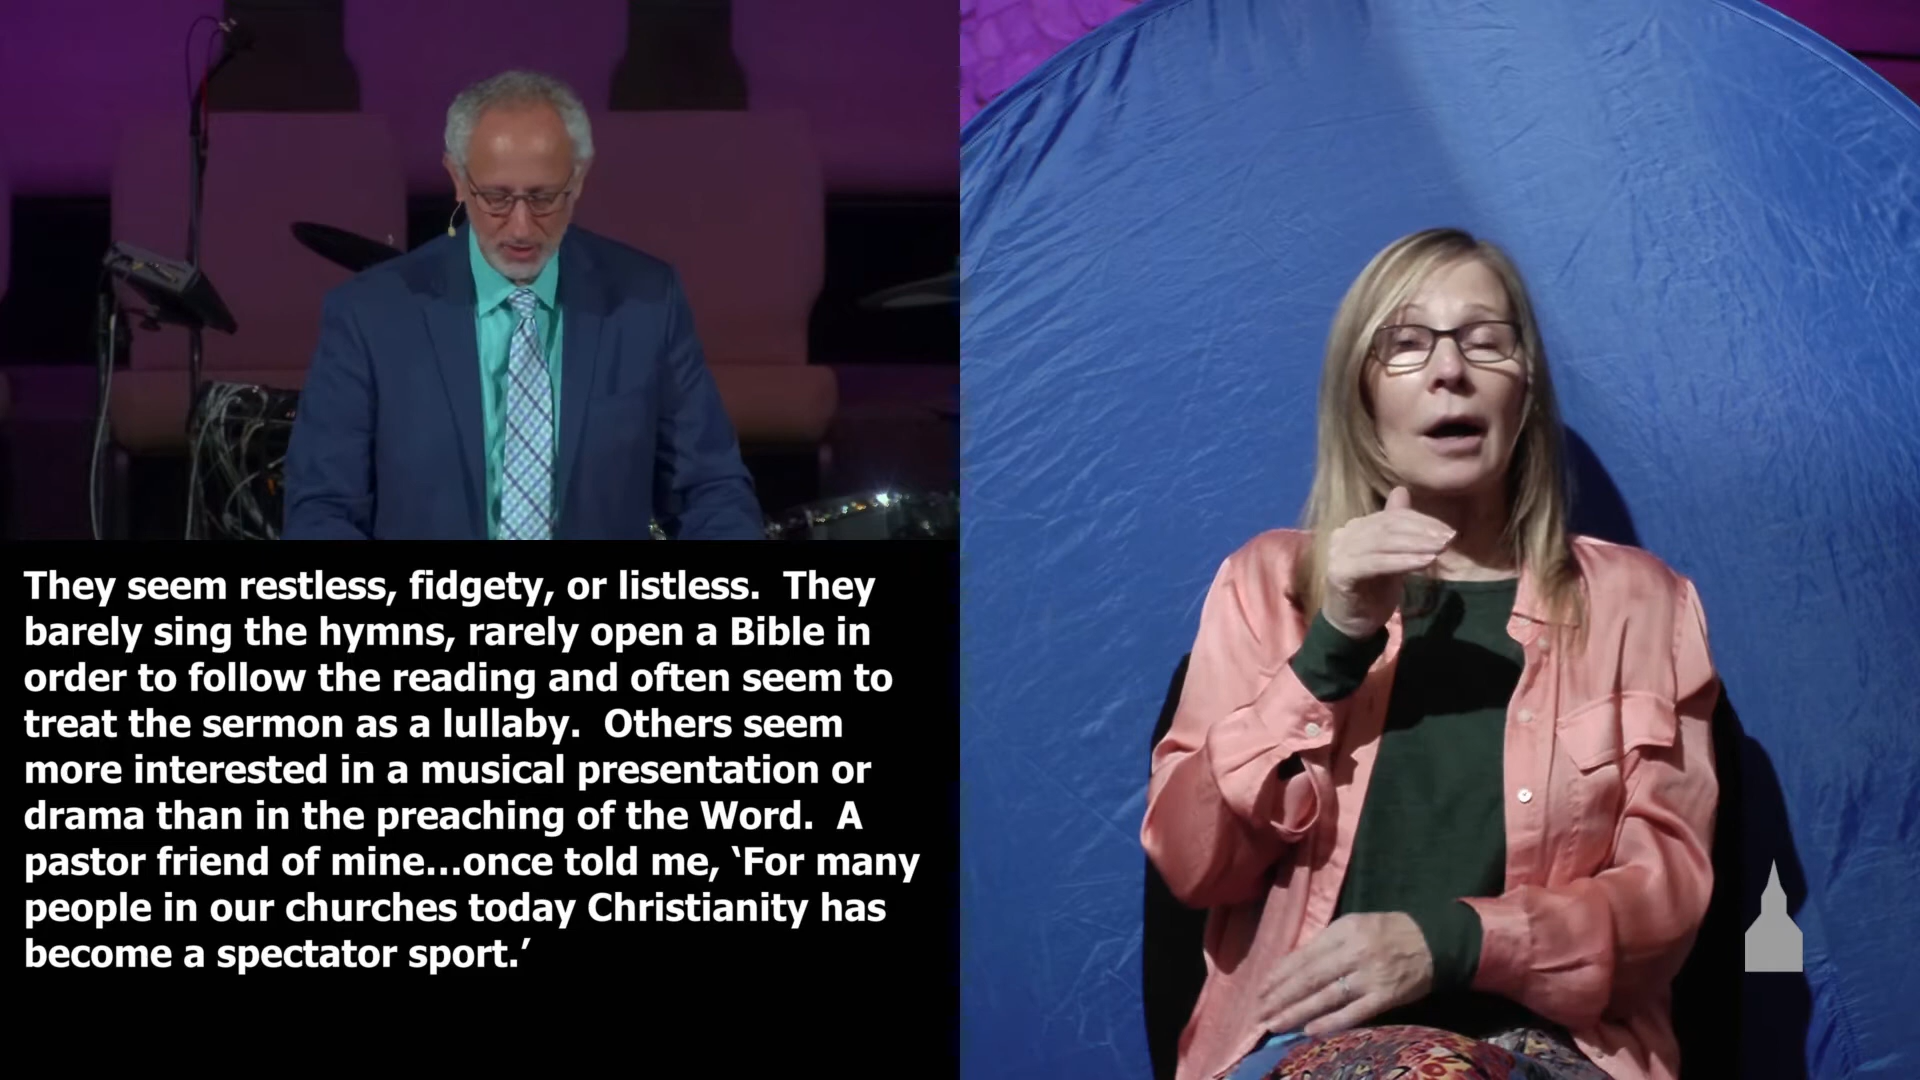 They seem restless, fidgety, or listless.  They
barely sing the hymns, rarely open a Bible in
order to follow the reading and often seem to
treat the sermon as a lullaby.  Others seem
more interested in a musical presentation or
drama than in the preaching of the Word.  A
pastor friend of mine…once told me, ‘For many
people in our churches today Christianity has
become a spectator sport.’